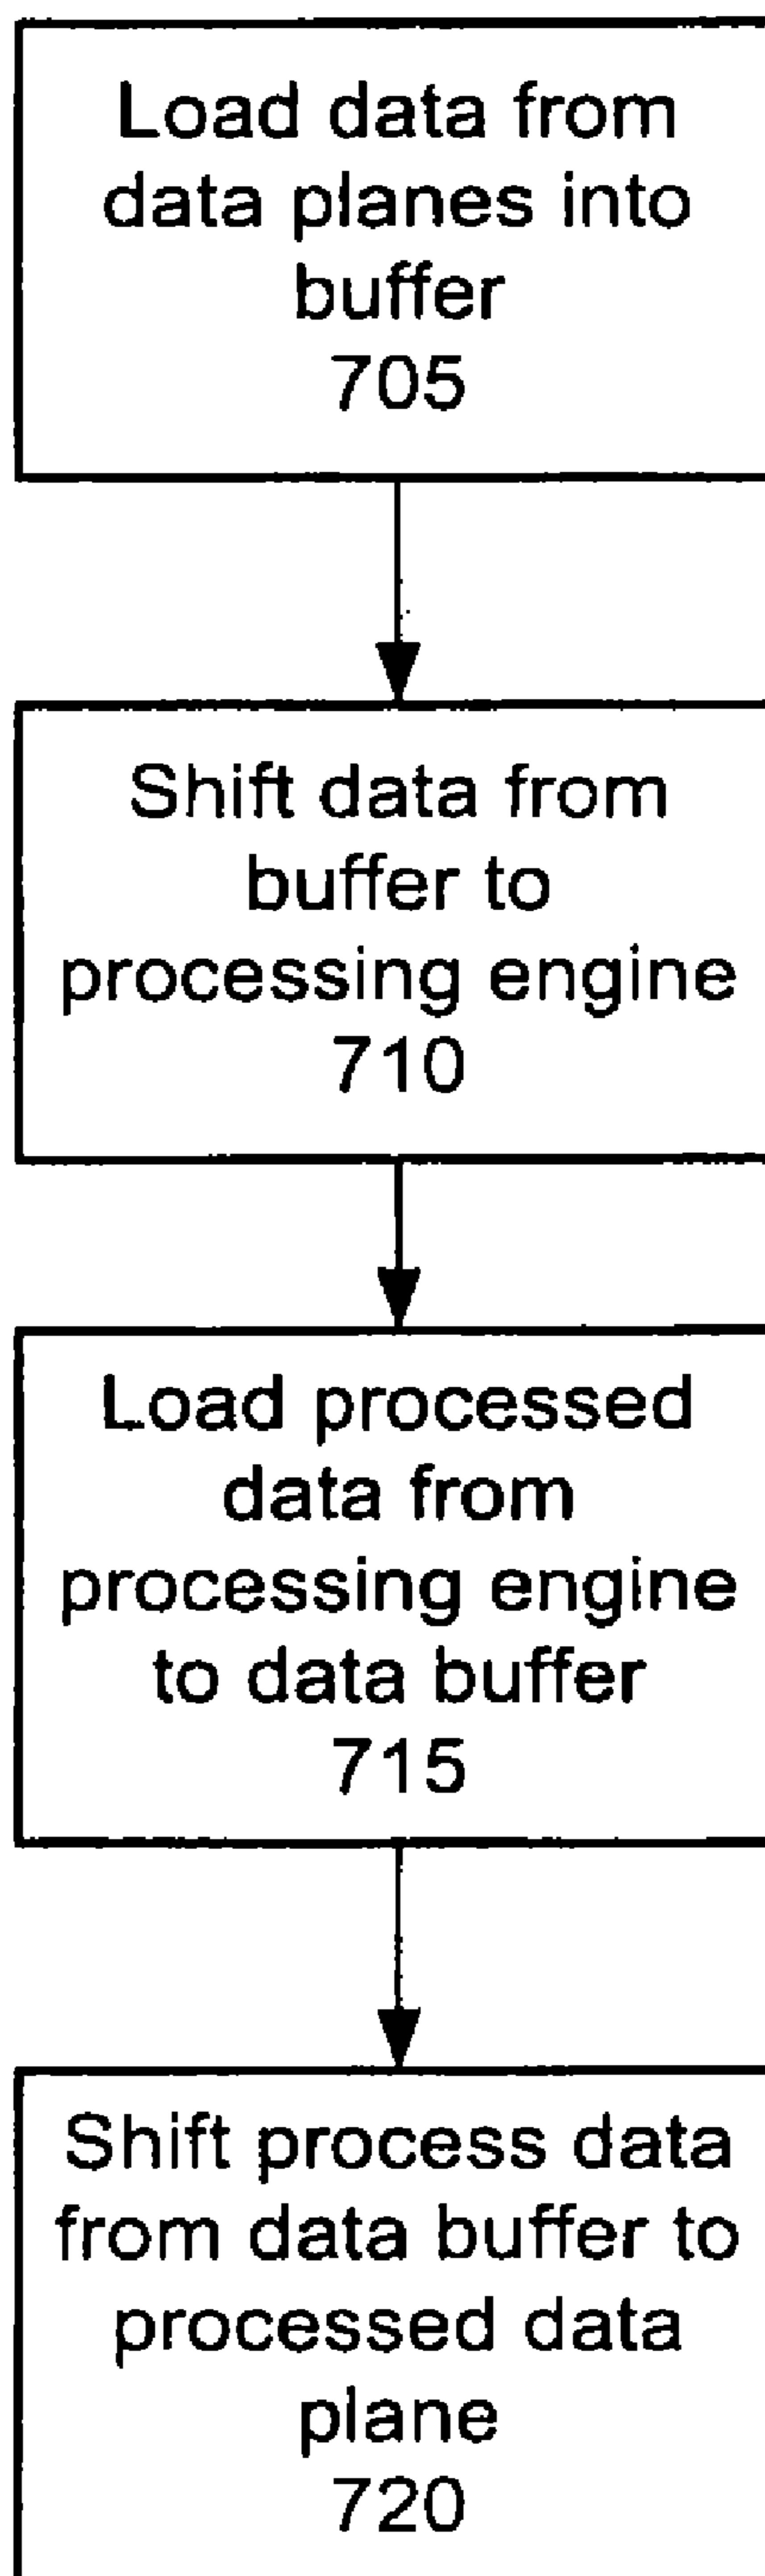 Load data from
data planes into
buffer
705
Shift data from
buffer to
processing engine
710
Load processed
data from
processing engine
to data buffer
715
Shift process data
from data buffer to
processed data
plane
720